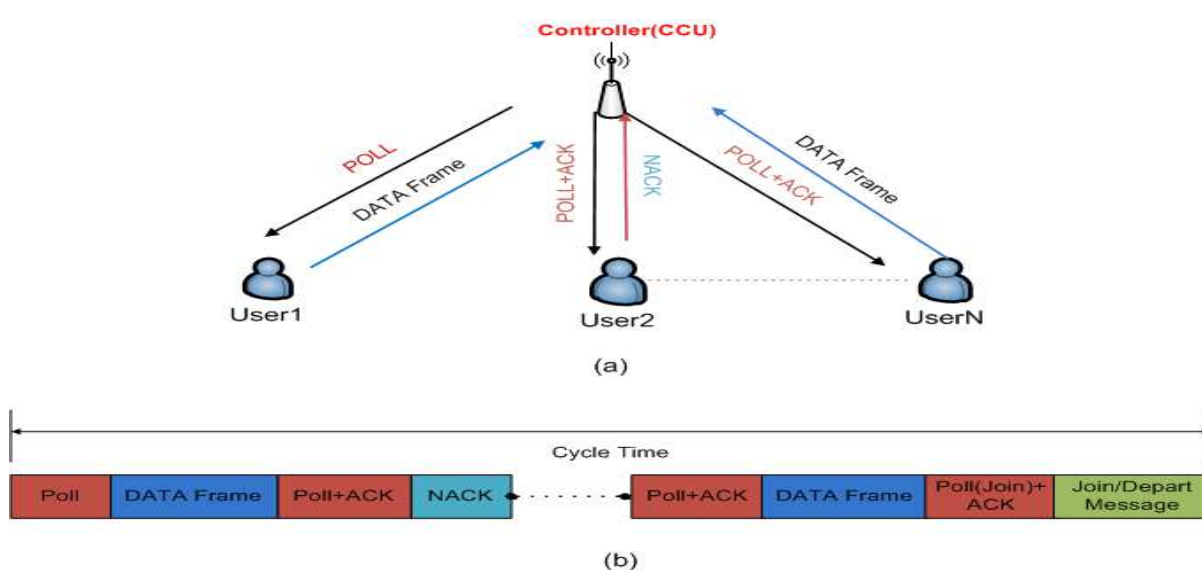 Controller(CCU)
POLL
DATA Frame
POLL+ACK
NACK
POLL+ACK
DATA Frame
User1
User2
UserN
(a)
Cycle Time
Poll
DATA Frame
Poll+ACK
NACK
Poll+ACK
DATA Frame
Poll(Join)+
ACK
Join/Depart
Message
(b)